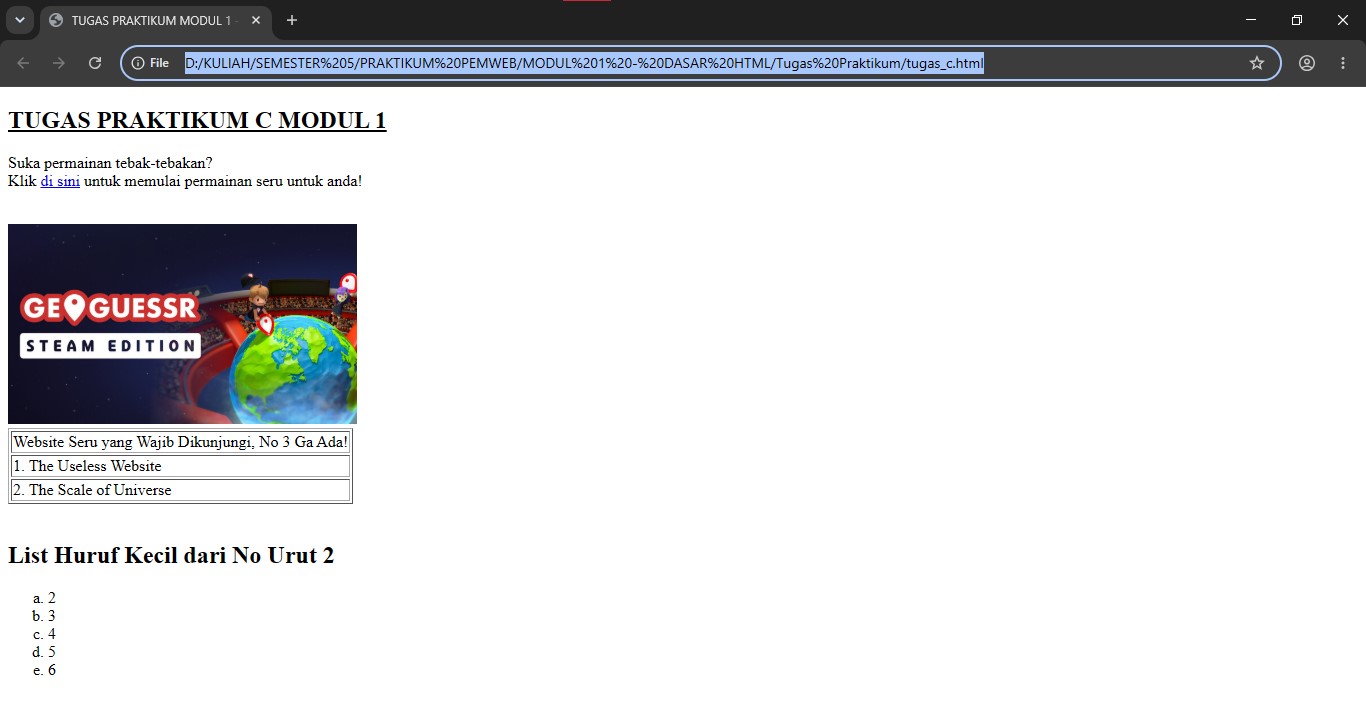 TUGAS PRAKTIKUM MODUL 1 -
File D:/KULIAH/SEMESTER%205/PRAKTIKUM%20PEMWEB/MODUL%201%20-%20DASAR%20HTML/Tugas%20Praktikum/tugas_c.html
TUGAS PRAKTIKUM C MODUL 1
Suka permainan tebak-tebakan?
Klik di sini untuk memulai permainan seru untuk anda!
GEOGUESSR
STEAM EDITION
Website Seru yang Wajib Dikunjungi, No 3 Ga Ada!
1. The Useless Website
2. The Scale of Universe
List Huruf Kecil dari No Urut 2
a. 2
b. 3
c. 4
d. 5
e. 6